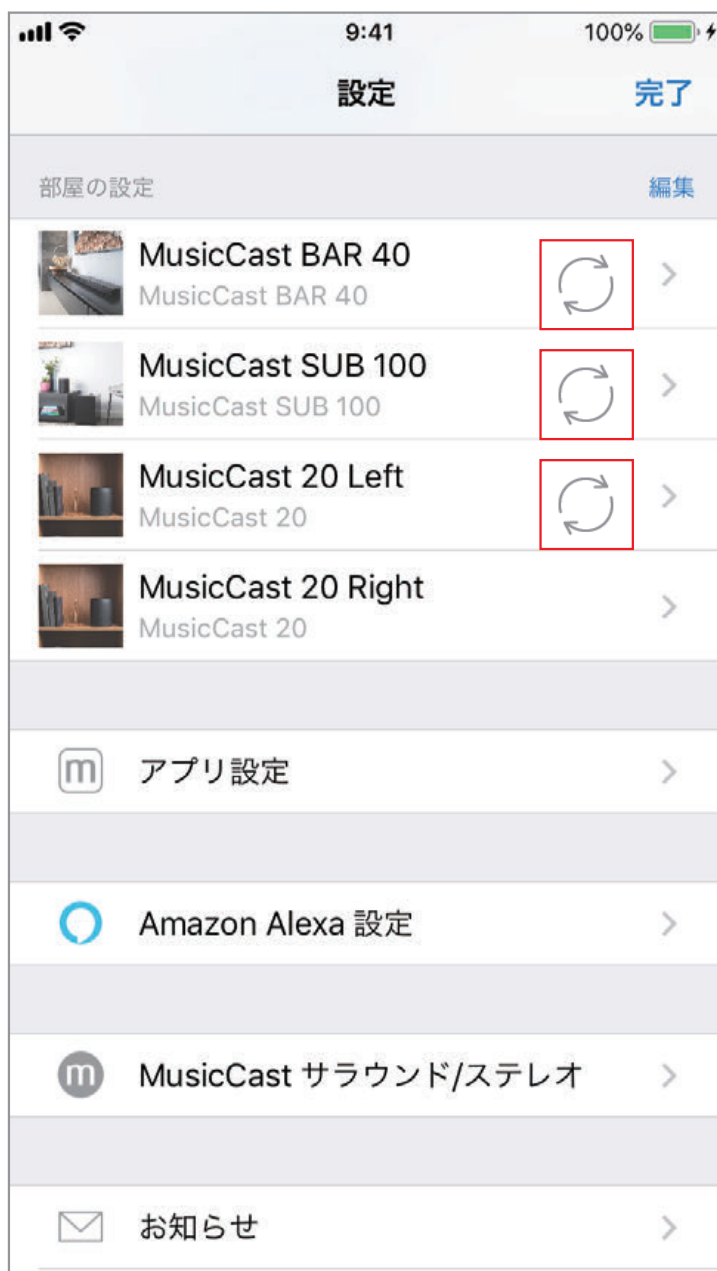 9:41 100%
設定 完了
部屋の設定 編集
MusicCast BAR 40
MusicCast BAR 40
MusicCast SUB 100
MusicCast SUB 100
MusicCast 20 Left
MusicCast 20
MusicCast 20 Right
MusicCast 20
m アプリ設定
Amazon Alexa 設定
m MusicCast サラウンド/ステレオ
お知らせ